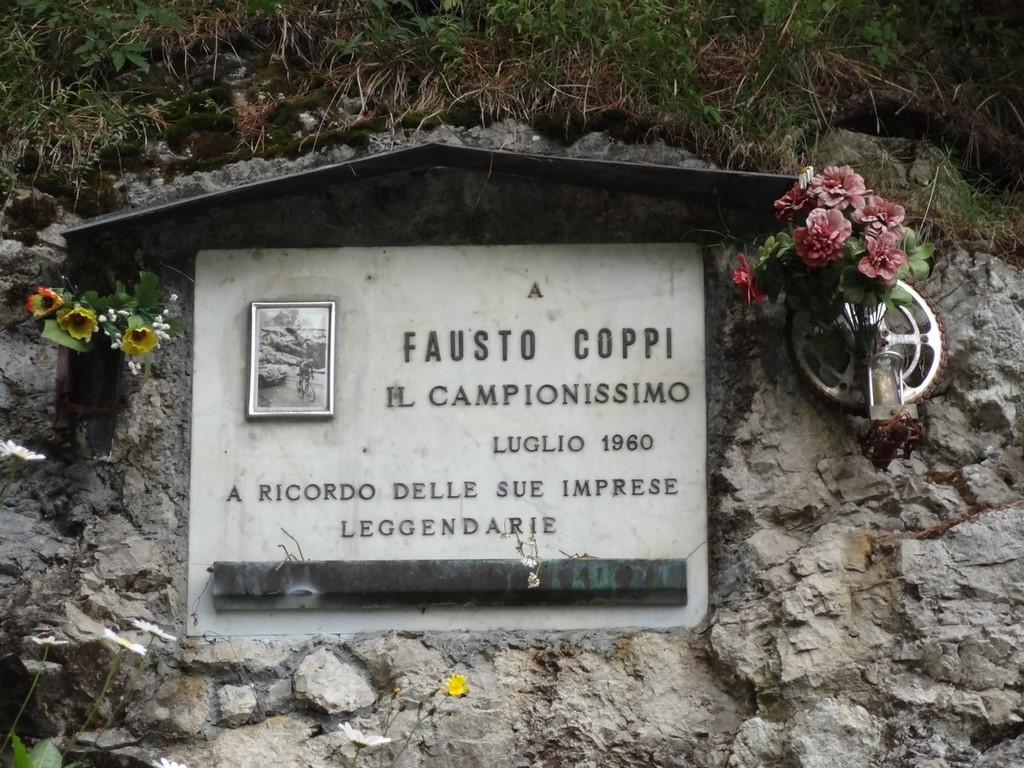 A
FAUSTO COPPI
IL CAMPIONISSIMO
LUGLIO 1960
A RICORDO DELLE SUE IMPRESE
LEGGENDARIE